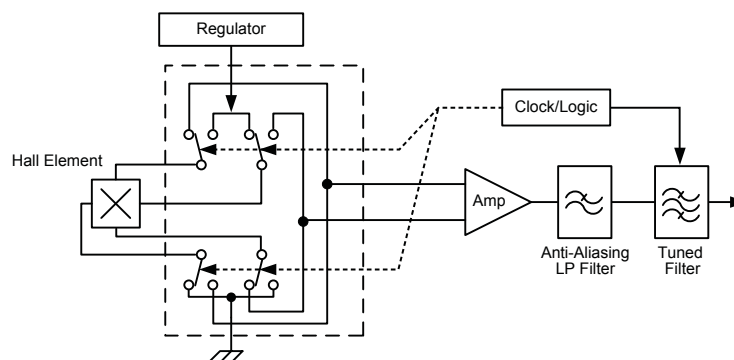 Regulator
Clock/Logic
Hall Element
Amp
Anti-Aliasing
LP Filter
Tuned
Filter